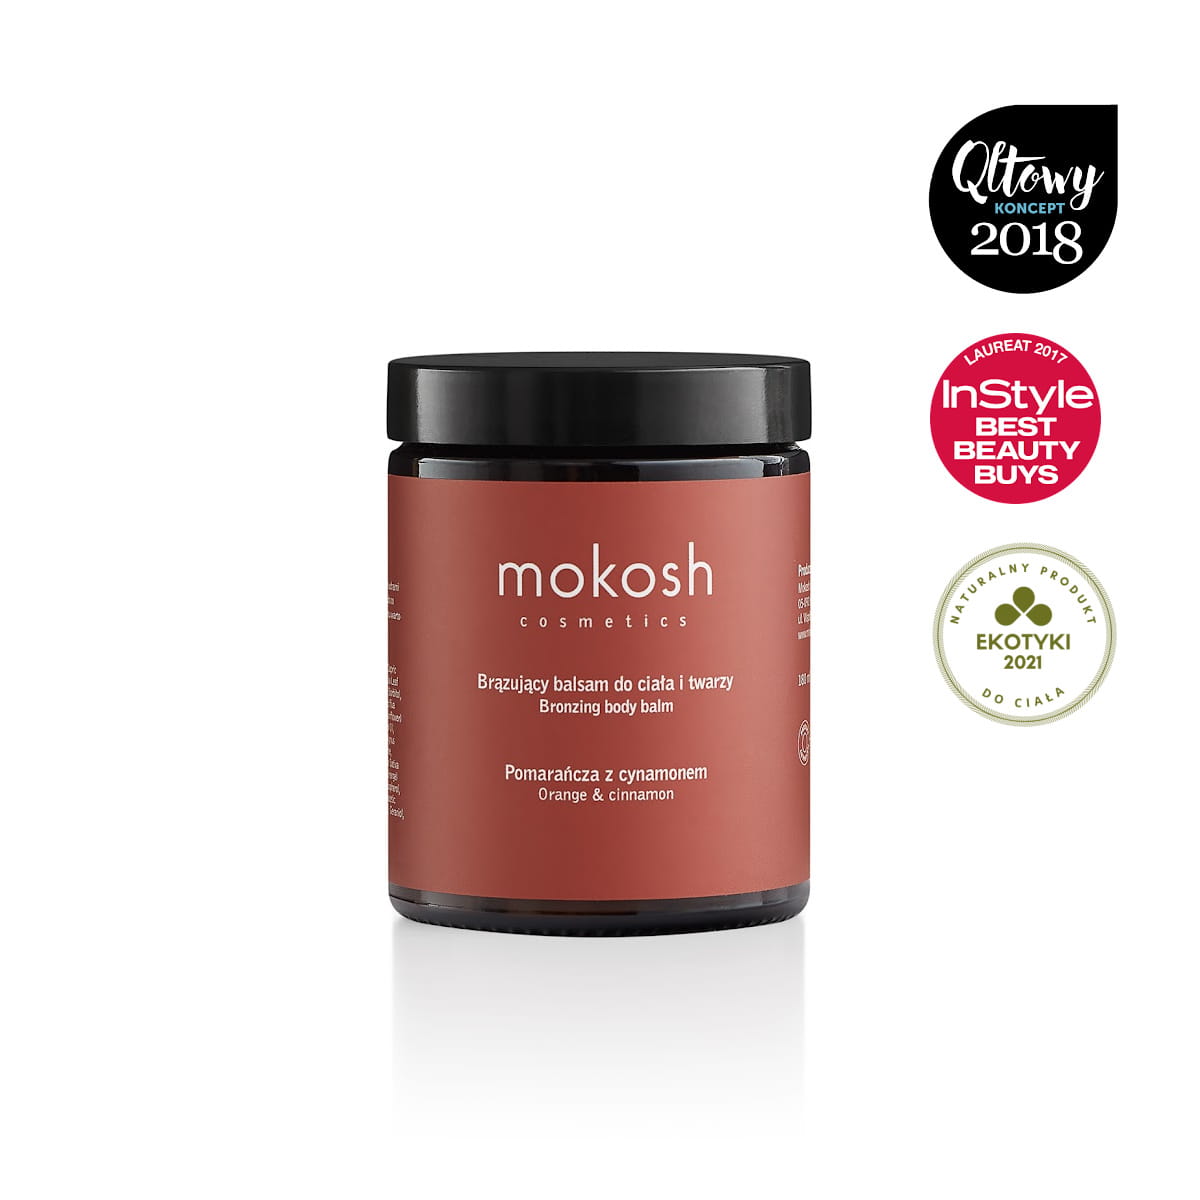 Qltowy
KONCEPT
2018
LAUREAT 2017
InStyle
BEST
BEAUTY
BUYS
NATURALNY PRODUKT
EKOTYKI
2021
DO CIAŁA
mokosh
cosmetics
Brązujący balsam do ciała i twarzy
Bronzing body balm
Pomarańcza z cynamonem
Orange & cinnamon